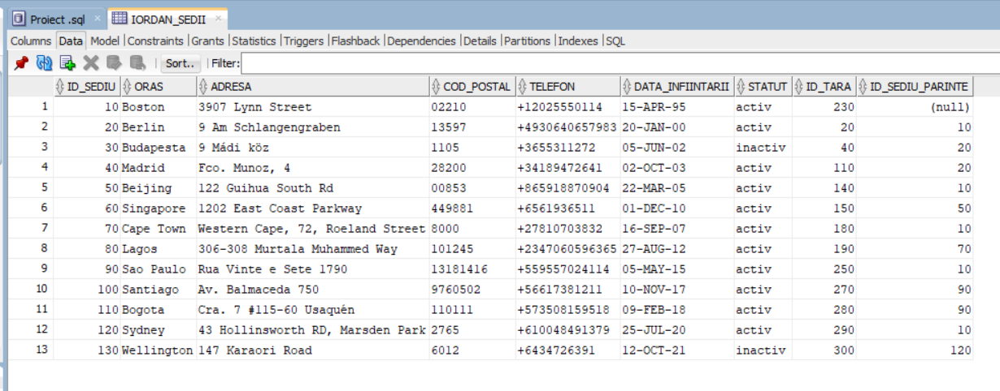 Proiect .sql IORDAN_SEDII
Columns Data Model Constraints Grants Statistics Triggers Flashback Dependencies Details Partitions Indexes SQL
Sort.. Filter:
ID_SEDIU ORAS ADRESA COD_POSTAL TELEFON DATA_INFIINTARII STATUT ID_TARA ID_SEDIU_PARINTE
1 10 Boston 3907 Lynn Street 02210 +12025550114 15-APR-95 activ 230 (null)
2 20 Berlin 9 Am Schlangengraben 13597 +4930640657983 20-JAN-00 activ 20 10
3 30 Budapesta 9 Mádi köz 1105 +3655311272 05-JUN-02 inactiv 40 20
4 40 Madrid Fco. Munoz, 4 28200 +34189472641 02-OCT-03 activ 110 20
5 50 Beijing 122 Guihua South Rd 00853 +865918870904 22-MAR-05 activ 140 10
6 60 Singapore 1202 East Coast Parkway 449881 +6561936511 01-DEC-10 activ 150 50
7 70 Cape Town Western Cape, 72, Roeland Street 8000 +27810703832 16-SEP-07 activ 180 10
8 80 Lagos 306-308 Murtala Muhammed Way 101245 +2347060596365 27-AUG-12 activ 190 70
9 90 Sao Paulo Rua Vinte e Sete 1790 13181416 +559557024114 05-MAY-15 activ 250 10
10 100 Santiago Av. Balmaceda 750 9760502 +56617381211 10-NOV-17 activ 270 90
11 110 Bogota Cra. 7 #115-60 Usaquén 110111 +573508159518 09-FEB-18 activ 280 90
12 120 Sydney 43 Hollinsworth RD, Marsden Park 2765 +610048491379 25-JUL-20 activ 290 10
13 130 Wellington 147 Karaori Road 6012 +6434726391 12-OCT-21 inactiv 300 120